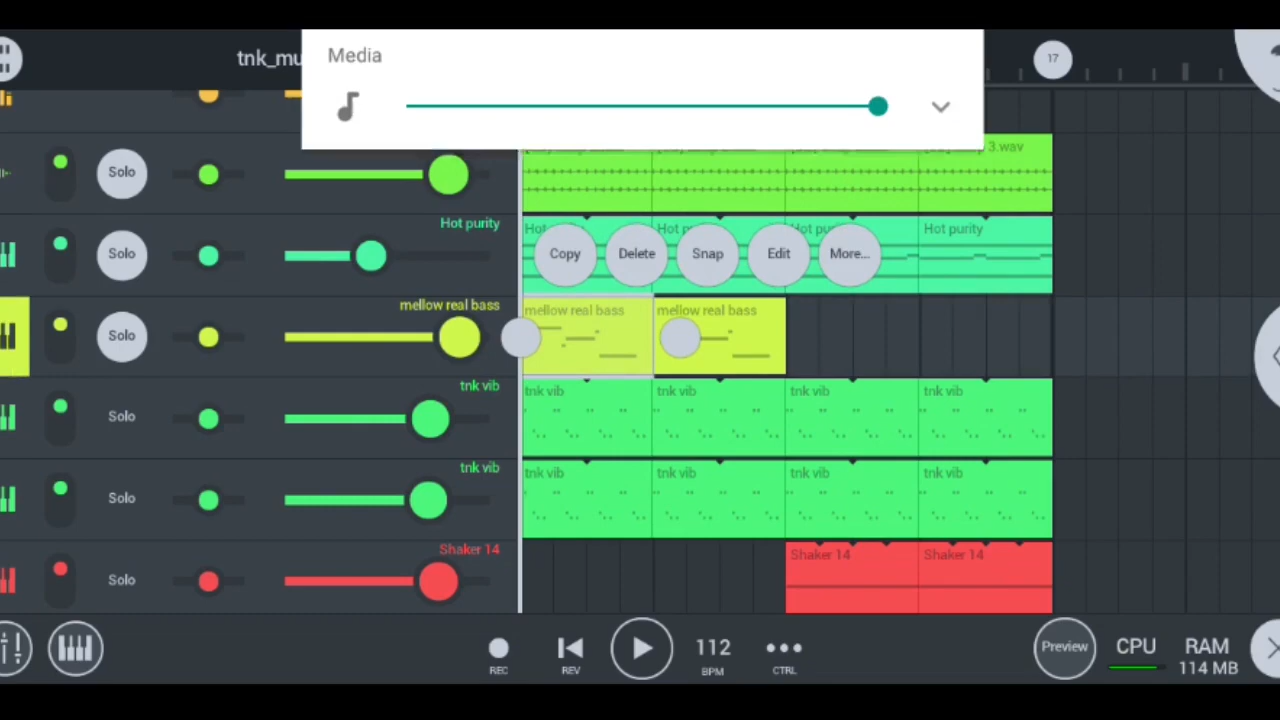 tnk_mu
Media
17
3.wav
Solo
Hot purity
Hot purity
Solo
Copy
Delete
Snap
Edit
More...
mellow real bass
mellow real bass
mellow real bass
Solo
tnk vib
tnk vib
tnk vib
tnk vib
tnk vib
Solo
tnk vib
tnk vib
tnk vib
tnk vib
tnk vib
Solo
Shaker 14
Shaker 14
Shaker 14
Solo
REC
REV
112
BPM
CTRL
Preview
CPU
RAM
114 MB